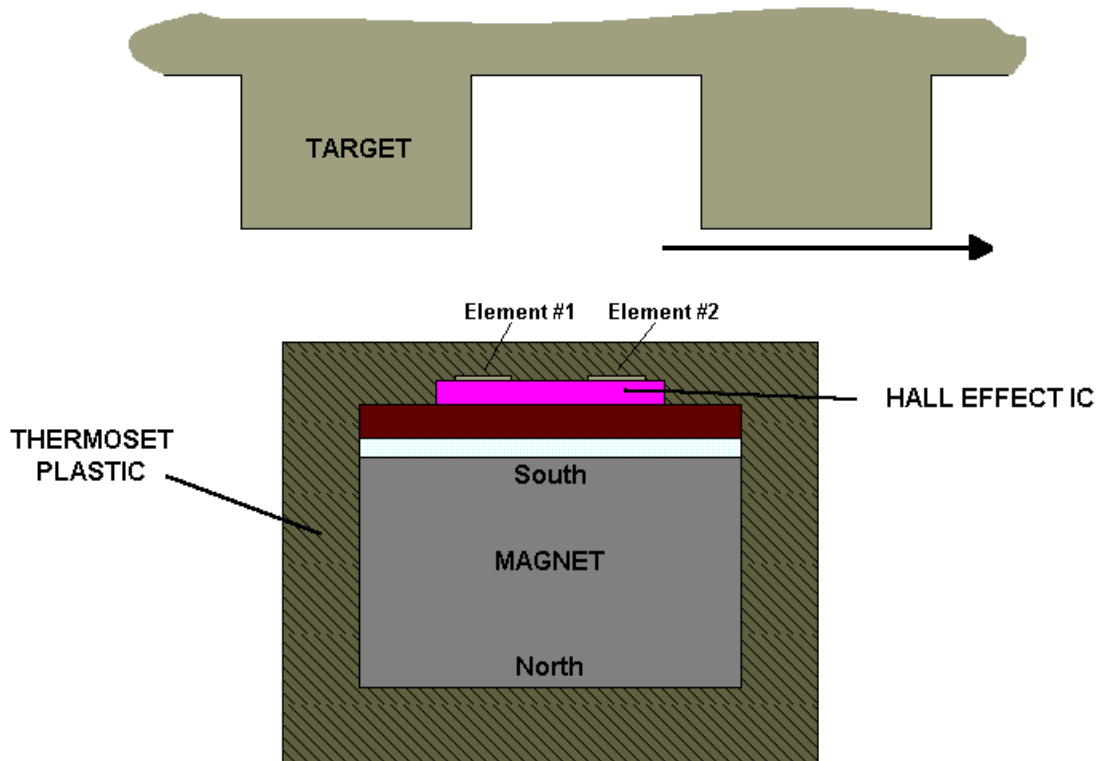 TARGET
Element #1
Element #2
HALL EFFECT IC
THERMOSET
PLASTIC
South
MAGNET
North